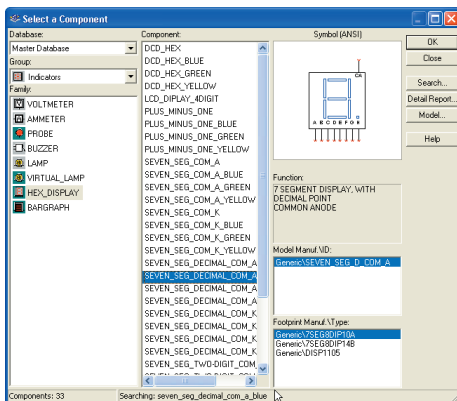 Select a Component
Database:
Master Database
Group:
Indicators
Family:
VOLTMETER
AMMETER
PROBE
BUZZER
LAMP
VIRTUAL_LAMP
HEX_DISPLAY
BARGRAPH
Component:
DCD_HEX
DCD_HEX_BLUE
DCD_HEX_GREEN
DCD_HEX_YELLOW
LCD_DIPLAY_4DIGIT
PLUS_MINUS_ONE
PLUS_MINUS_ONE_BLUE
PLUS_MINUS_ONE_GREEN
PLUS_MINUS_ONE_YELLOW
SEVEN_SEG_COM_A
SEVEN_SEG_COM_A_BLUE
SEVEN_SEG_COM_A_GREEN
SEVEN_SEG_COM_A_YELLOW
SEVEN_SEG_COM_K
SEVEN_SEG_COM_K_BLUE
SEVEN_SEG_COM_K_GREEN
SEVEN_SEG_COM_K_YELLOW
SEVEN_SEG_DECIMAL_COM_A
SEVEN_SEG_DECIMAL_COM_A
SEVEN_SEG_DECIMAL_COM_A
SEVEN_SEG_DECIMAL_COM_A
SEVEN_SEG_DECIMAL_COM_K
SEVEN_SEG_DECIMAL_COM_K
SEVEN_SEG_DECIMAL_COM_K
SEVEN_SEG_DECIMAL_COM_K
SEVEN_SEG_TWO-DIGIT_COM_
Symbol (ANSI)
CA
A B C D E F G
Function:
7 SEGMENT DISPLAY, WITH
DECIMAL POINT
COMMON ANODE
Model Manuf.\ID:
Generic\SEVEN_SEG_D_COM_A
Footprint Manuf.\Type:
Generic\7SEG8DIP10A
Generic\7SEG8DIP14B
Generic\DISP1105
OK
Close
Search...
Detail Report...
Model...
Help
Components: 33
Searching: seven_seg_decimal_com_a_blue